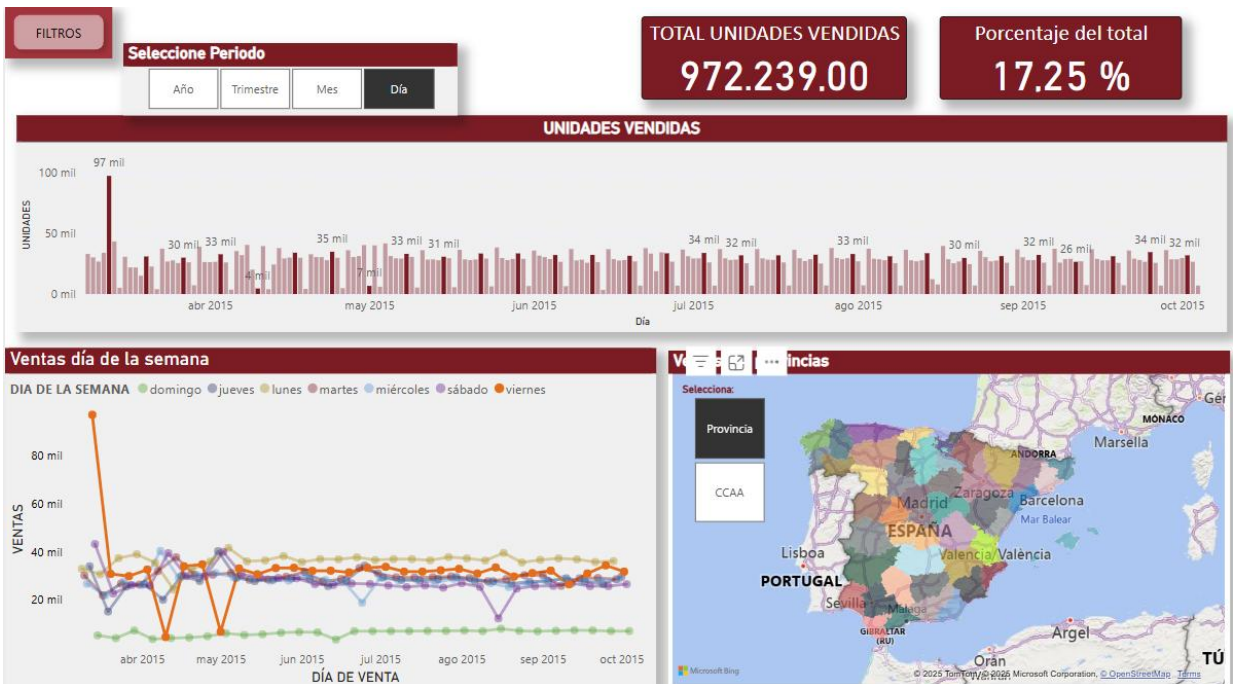 FILTROS
Seleccione Periodo
Año
Trimestre
Mes
Día
TOTAL UNIDADES VENDIDAS
972.239,00
Porcentaje del total
17,25 %
UNIDADES VENDIDAS
UNIDADES
100 mil
50 mil
0 mil
97 mil
30 mil
33 mil
4 mil
35 mil
7 mil
33 mil
31 mil
34 mil
32 mil
33 mil
30 mil
32 mil
26 mil
34 mil
32 mil
abr 2015
may 2015
jun 2015
jul 2015
ago 2015
sep 2015
oct 2015
Día
Ventas día de la semana
DIA DE LA SEMANA domingo jueves lunes martes miércoles sábado viernes
VENTAS
80 mil
60 mil
40 mil
20 mil
abr 2015
may 2015
jun 2015
jul 2015
ago 2015
sep 2015
oct 2015
DÍA DE VENTA
Selecciona:
Provincia
CCAA
MÓNACO
Marsella
ANDORRA
Zaragoza
Barcelona
Madrid
Mar Balear
ESPAÑA
Lisboa
Valencia/València
PORTUGAL
Sevilla
Málaga
GIBRALTAR
(RU)
Argel
Orán
Microsoft Bing
© 2025 TomTom, © 2025 Microsoft Corporation, © OpenStreetMap Terms